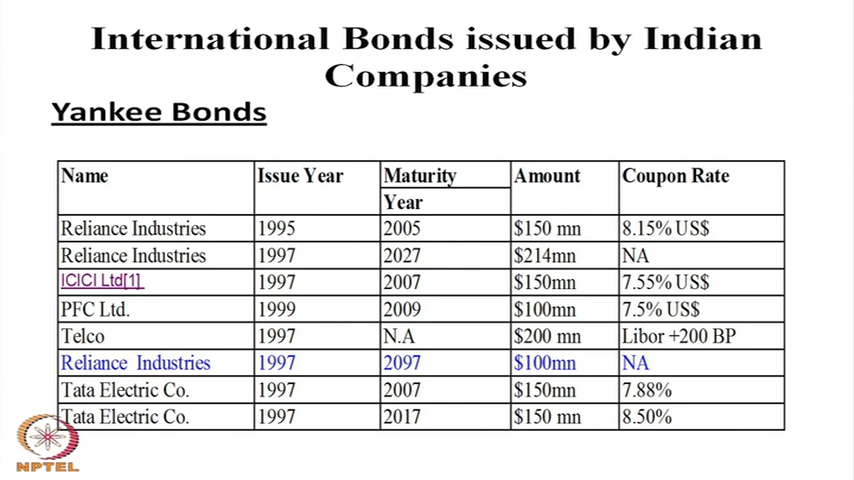 International Bonds issued by Indian
Companies
Yankee Bonds
Name Issue Year Maturity Amount Coupon Rate
Year
Reliance Industries 1995 2005 $150 mn 8.15% US$
Reliance Industries 1997 2027 $214mn NA
ICICI Ltd[1] 1997 2007 $150mn 7.55% US$
PFC Ltd. 1999 2009 $100mn 7.5% US$
Telco 1997 N.A $200 mn Libor +200 BP
Reliance Industries 1997 2097 $100mn NA
Tata Electric Co. 1997 2007 $150mn 7.88%
Tata Electric Co. 1997 2017 $150 mn 8.50%
NPTEL